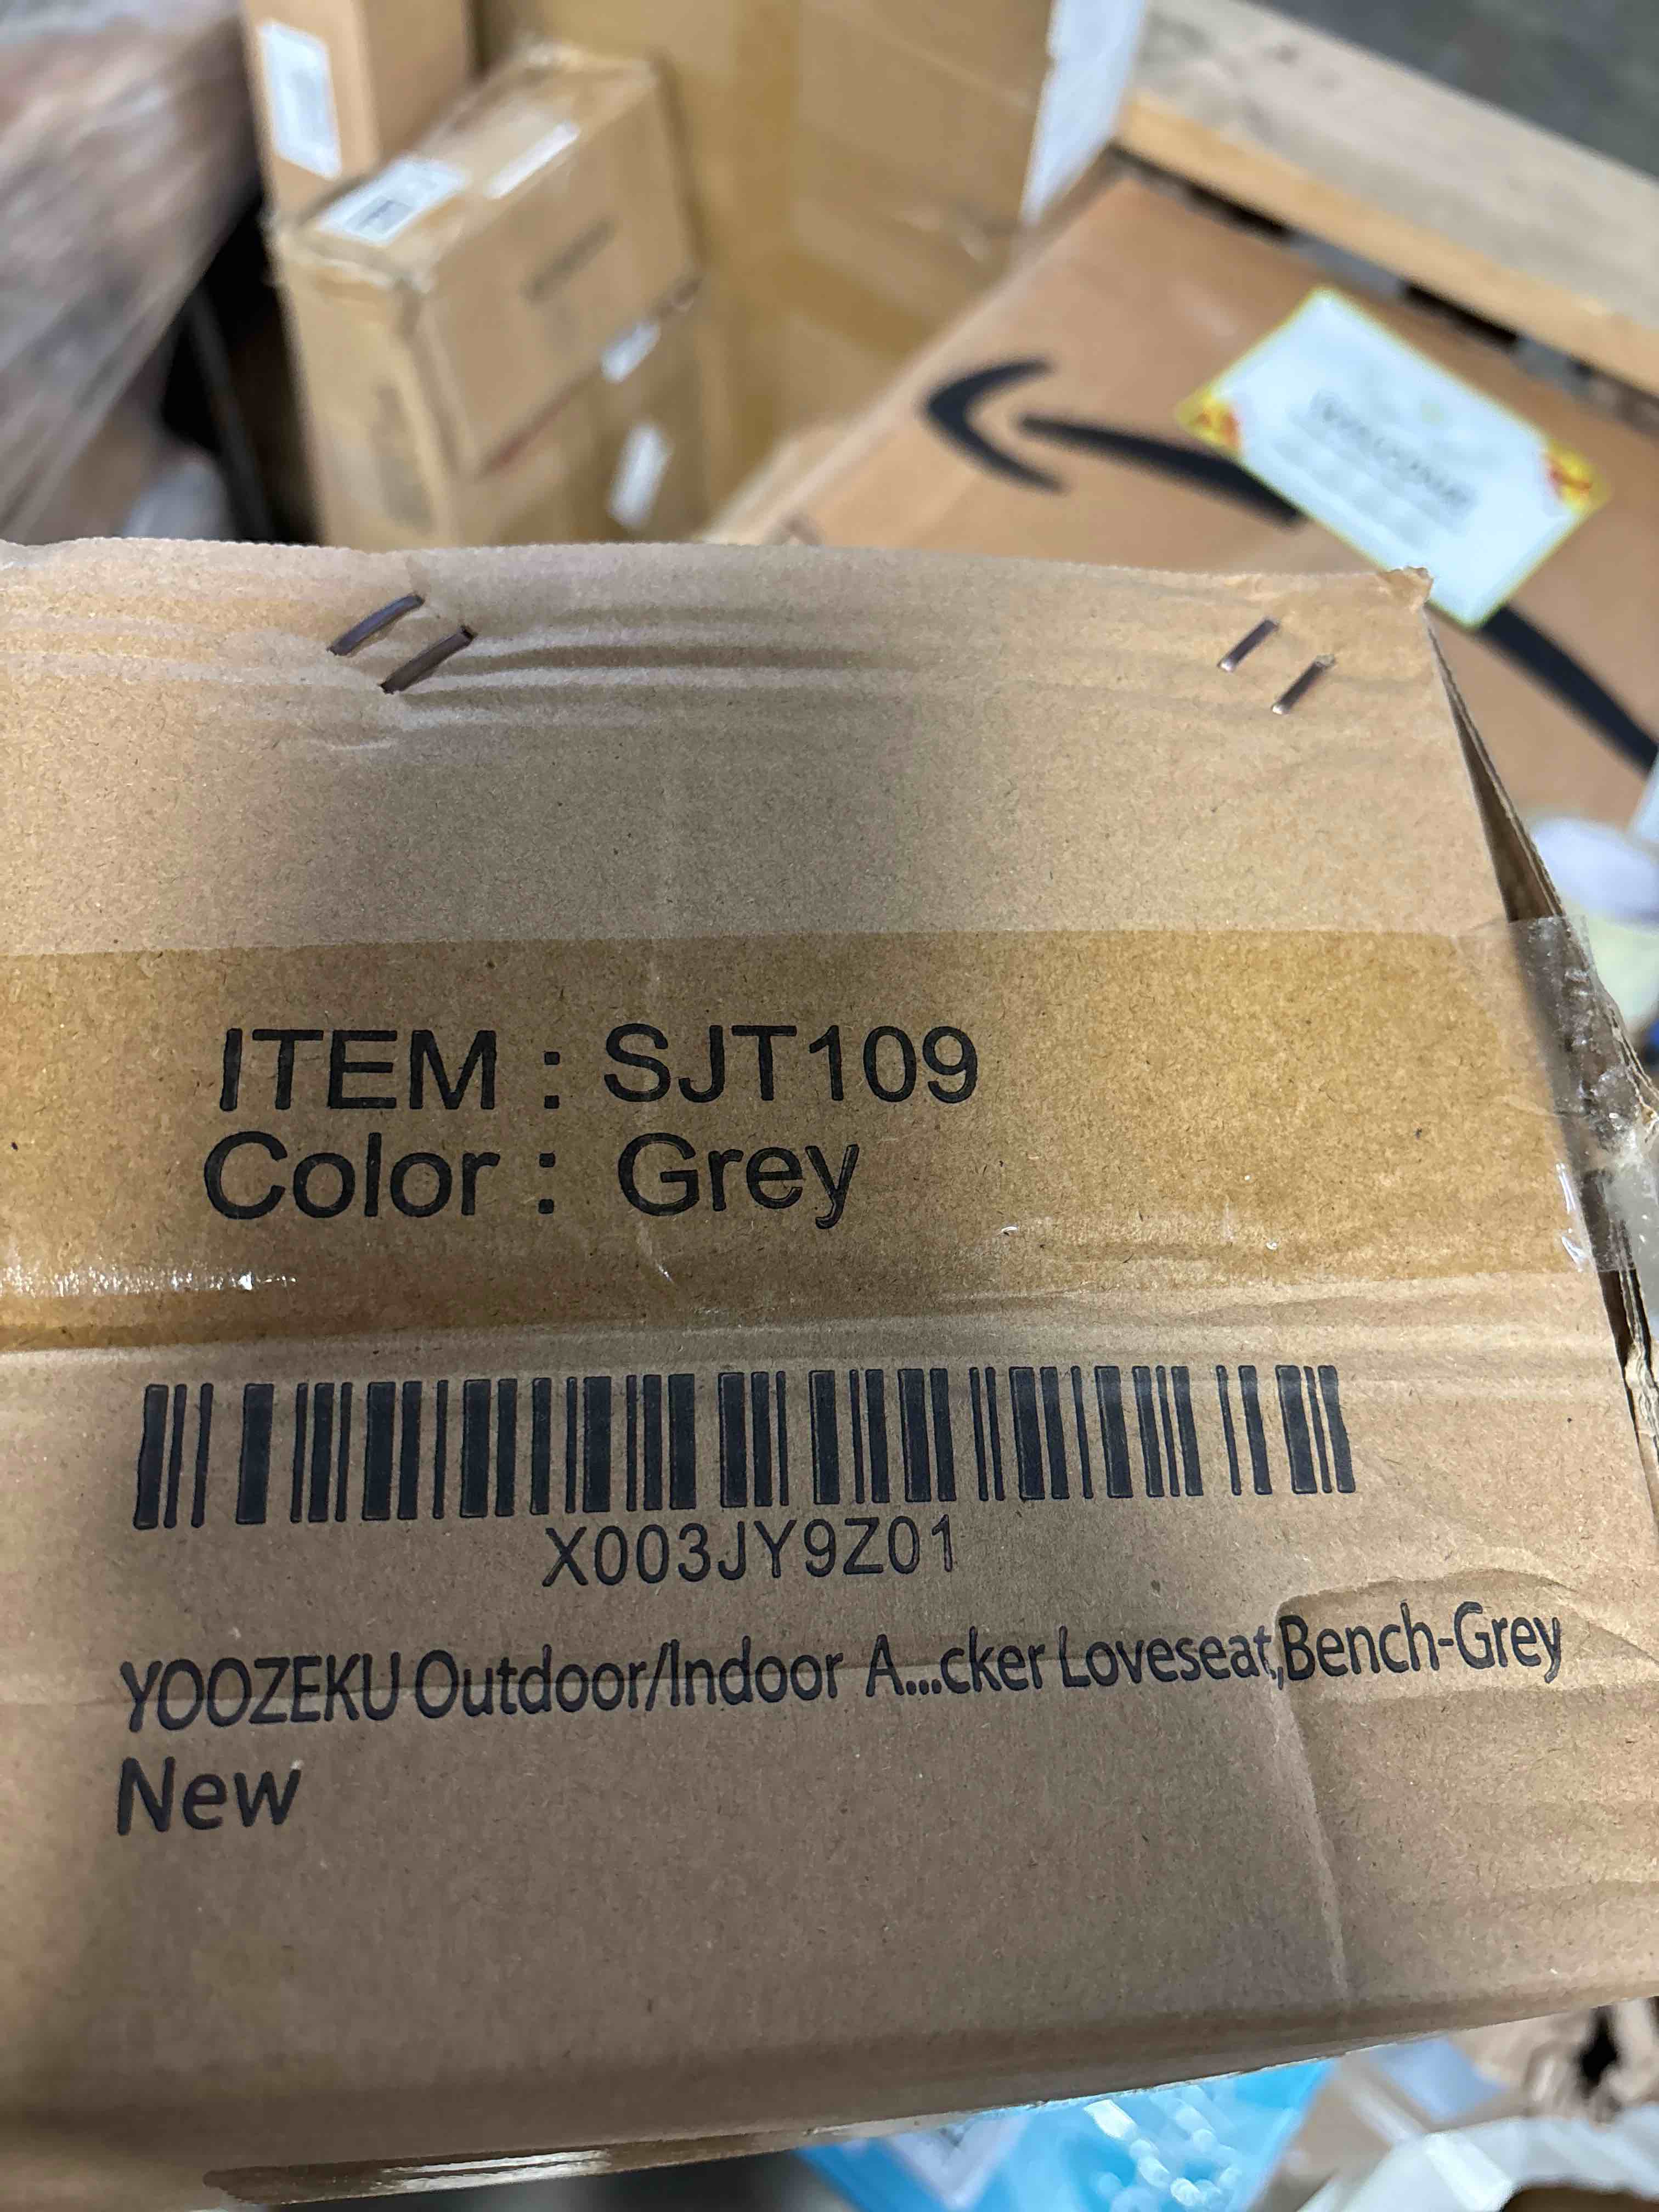 ITEM : SJT109
Color : Grey
X003JY9Z01
YOOZEKU Outdoor/Indoor A...cker Loveseat,Bench-Grey
New